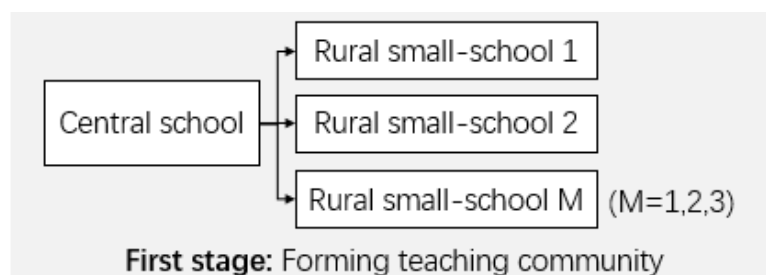 Rural small-school 1
Central school
Rural small-school 2
Rural small-school M (M=1,2,3)
First stage: Forming teaching community